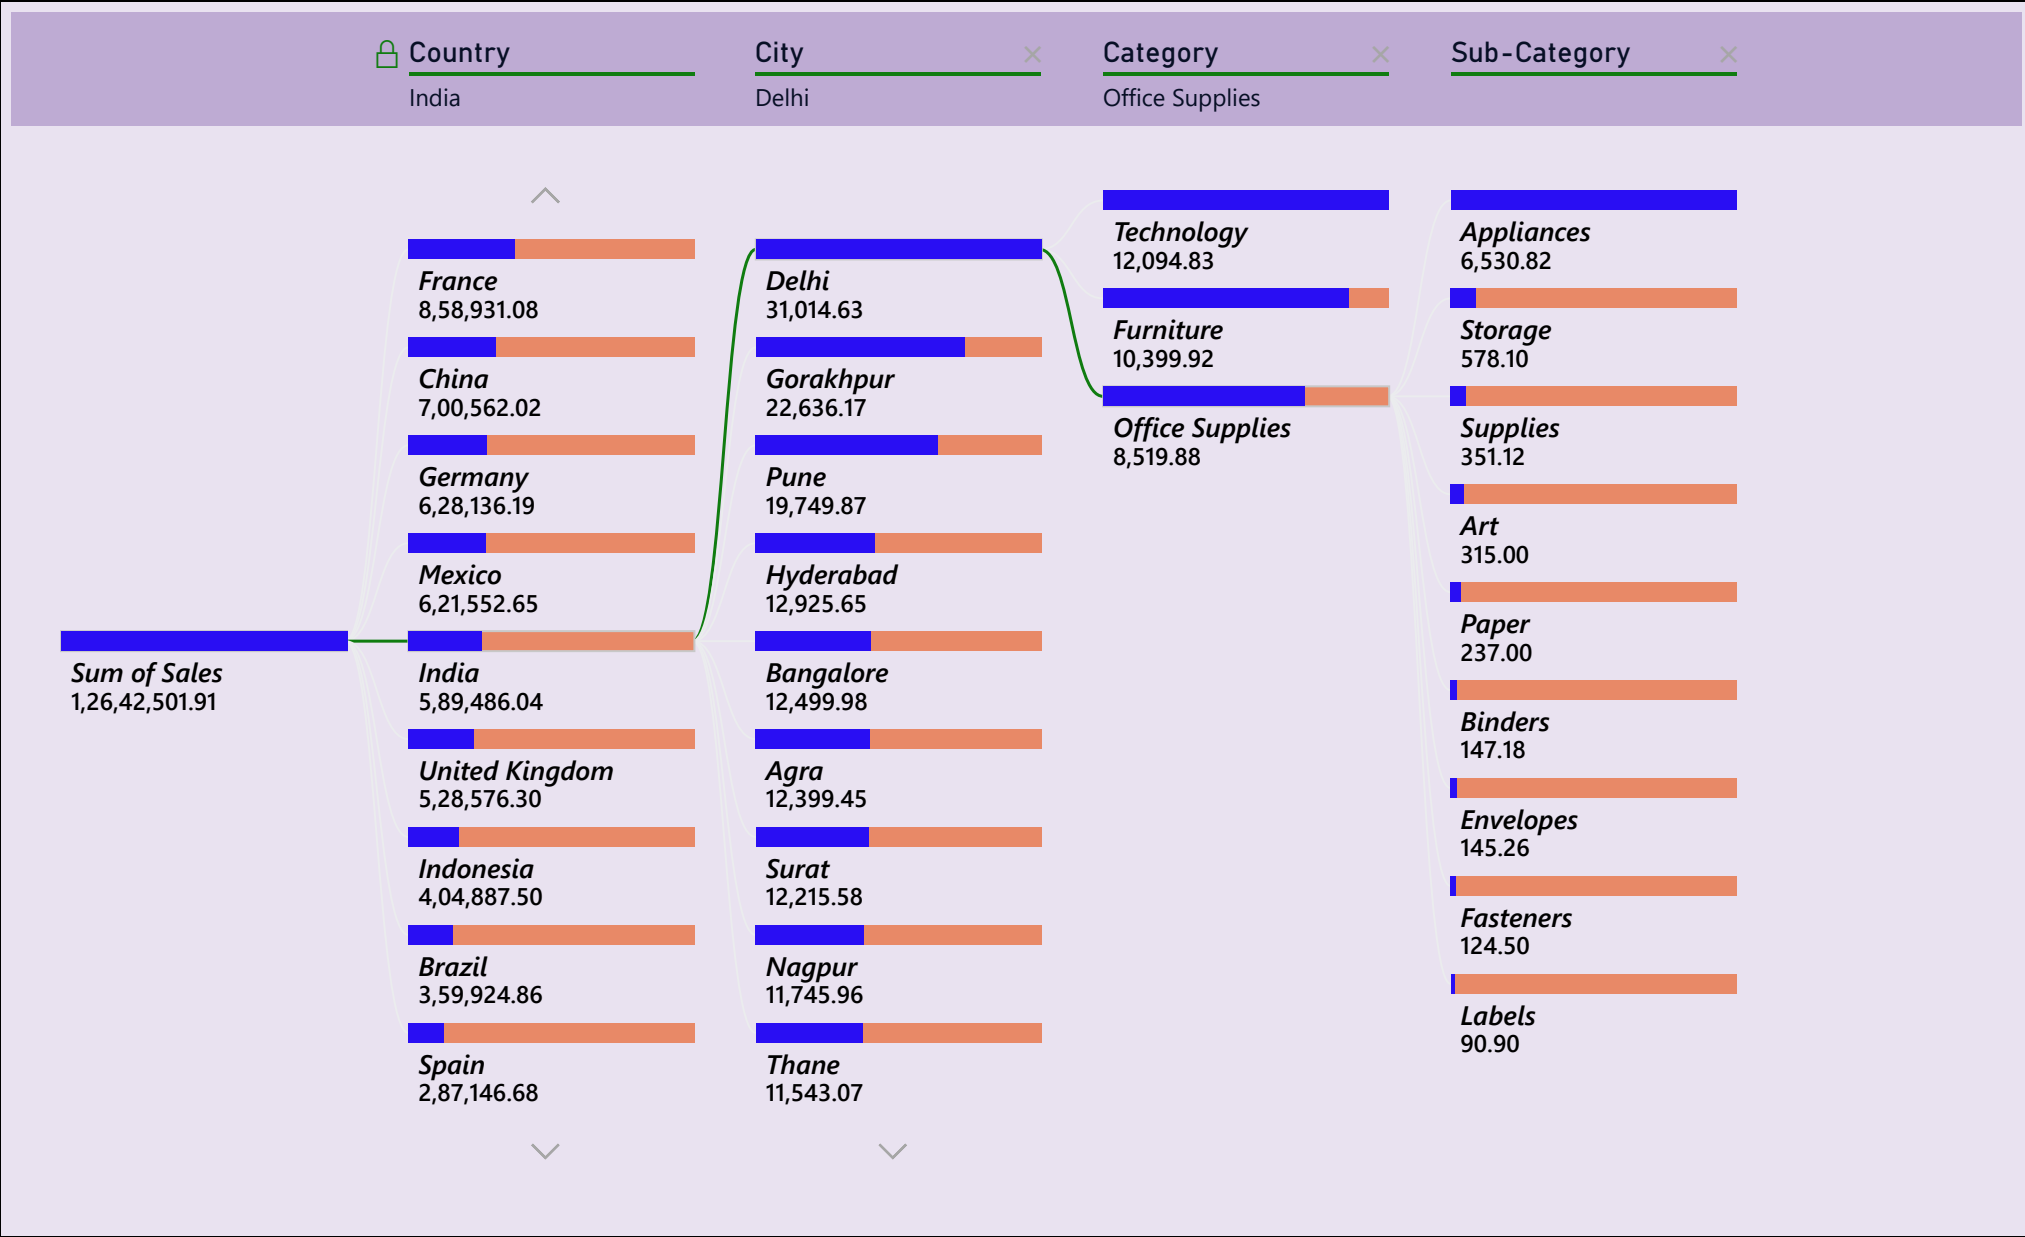 Country
India
City
Delhi
Category
Office Supplies
Sub-Category
Sum of Sales
1,26,42,501.91
France
8,58,931.08
China
7,00,562.02
Germany
6,28,136.19
Mexico
6,21,552.65
India
5,89,486.04
United Kingdom
5,28,576.30
Indonesia
4,04,887.50
Brazil
3,59,924.86
Spain
2,87,146.68
Delhi
31,014.63
Gorakhpur
22,636.17
Pune
19,749.87
Hyderabad
12,925.65
Bangalore
12,499.98
Agra
12,399.45
Surat
12,215.58
Nagpur
11,745.96
Thane
11,543.07
Technology
12,094.83
Furniture
10,399.92
Office Supplies
8,519.88
Appliances
6,530.82
Storage
578.10
Supplies
351.12
Art
315.00
Paper
237.00
Binders
147.18
Envelopes
145.26
Fasteners
124.50
Labels
90.90